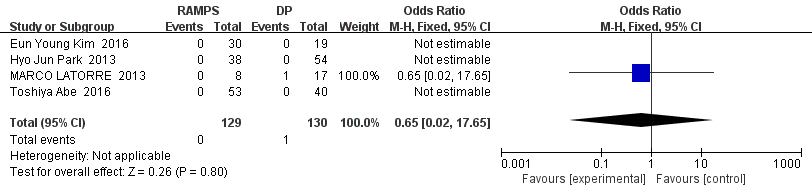 RAMPS DP Odds Ratio Odds Ratio
Study or Subgroup Events Total Events Total Weight M-H, Fixed, 95% CI M-H, Fixed, 95% CI
Eun Young Kim 2016 0 30 0 19 Not estimable
Hyo Jun Park 2013 0 38 0 54 Not estimable
MARCO LATORRE 2013 0 8 1 17 100.0% 0.65 [0.02, 17.65]
Toshiya Abe 2016 0 53 0 40 Not estimable
Total (95% CI) 129 130 100.0% 0.65 [0.02, 17.65]
Total events 0 1
Heterogeneity: Not applicable
Test for overall effect: Z = 0.26 (P = 0.80)
0.001 0.1 1 10 1000
Favours [experimental] Favours [control]